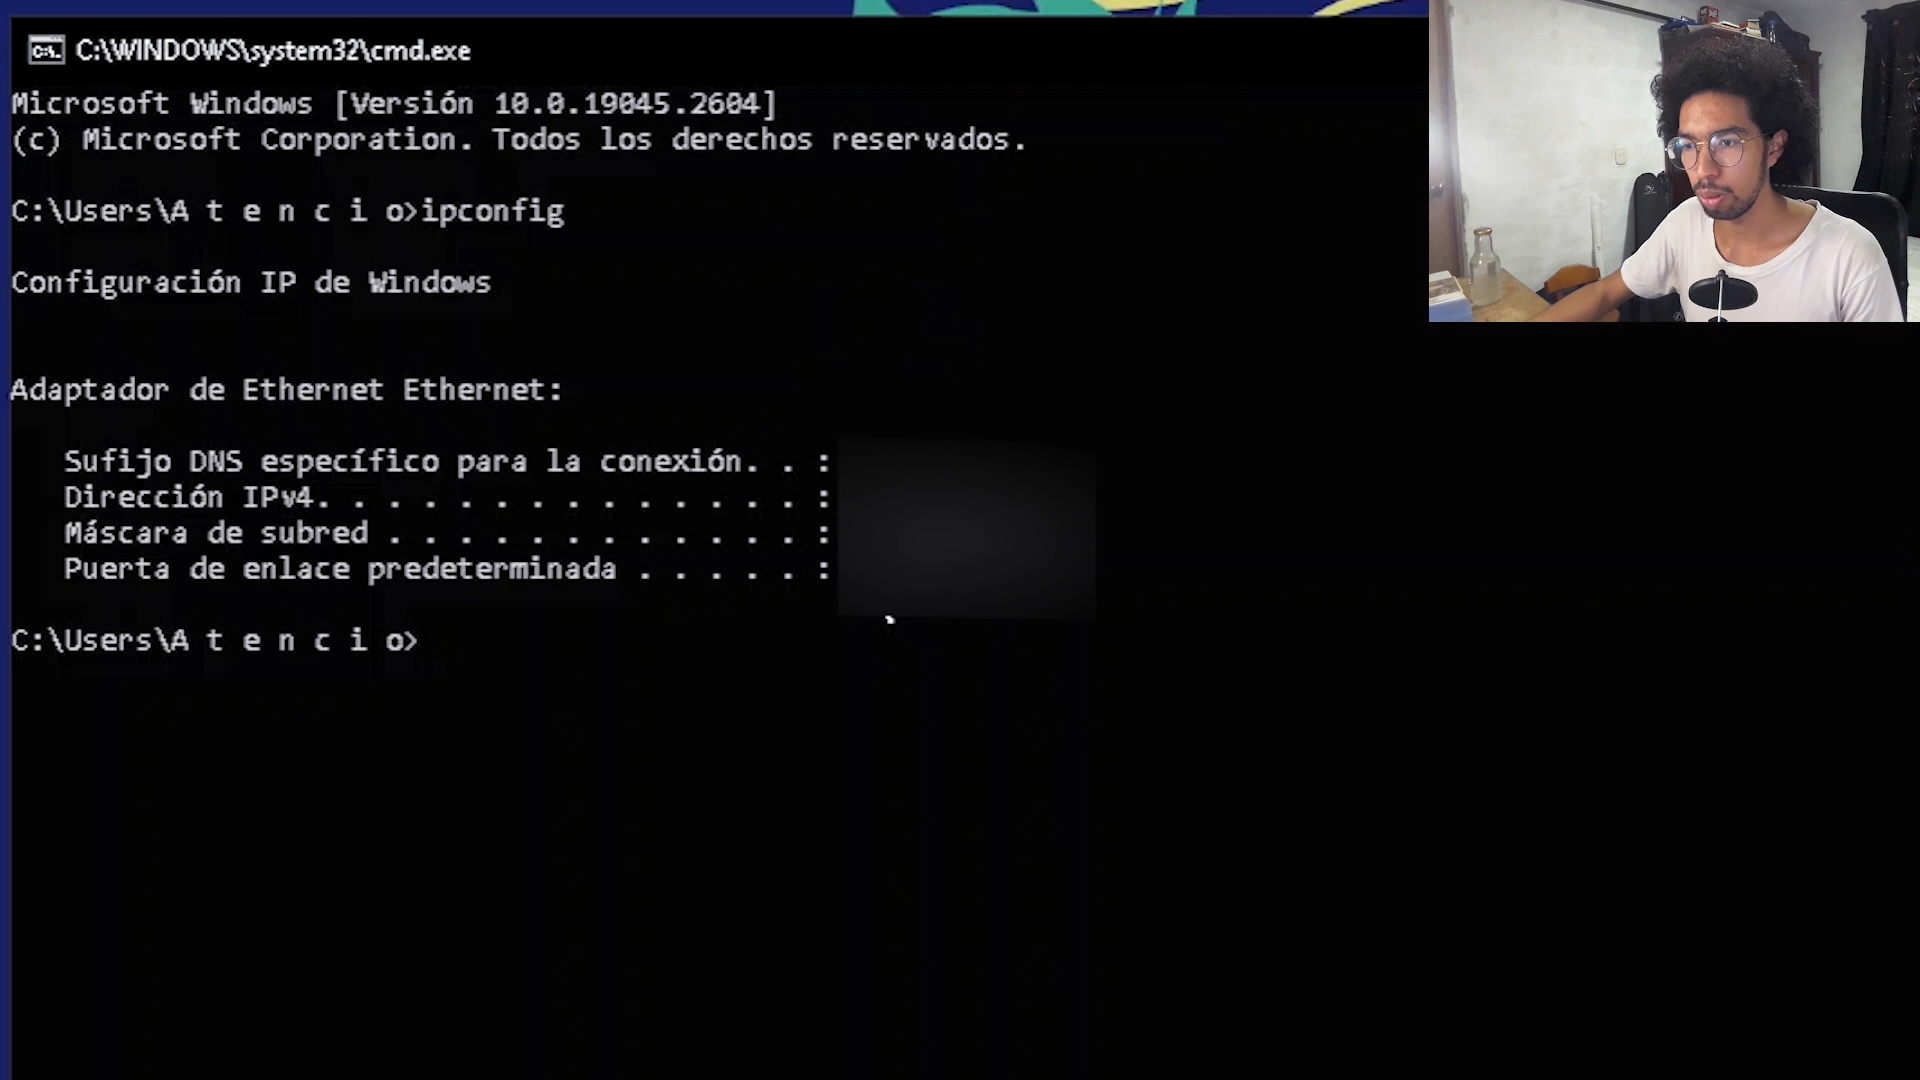 C:\WINDOWS\system32\cmd.exe
Microsoft Windows [Versión 10.0.19045.2604]
(c) Microsoft Corporation. Todos los derechos reservados.
C:\Users\A t e n c i o>ipconfig
Configuración IP de Windows
Adaptador de Ethernet Ethernet:
Sufijo DNS específico para la conexión. . :
Dirección IPv4. . . . . . . . . . . . . . :
Máscara de subred . . . . . . . . . . . . :
Puerta de enlace predeterminada . . . . . :
C:\Users\A t e n c i o>